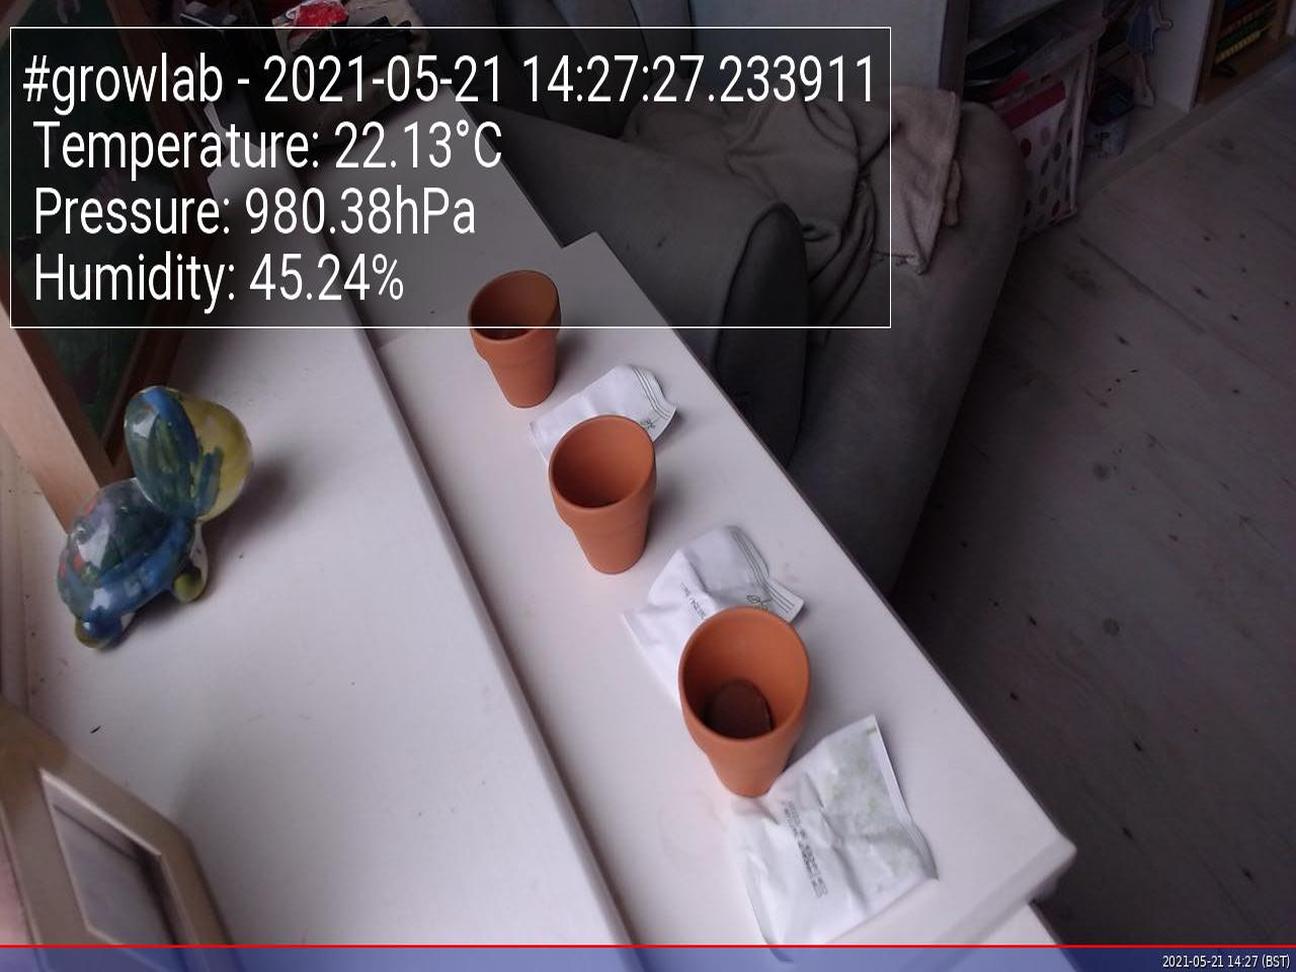 #growlab - 2021-05-21 14:27:27.233911
Temperature: 22.13°C
Pressure: 980.38hPa
Humidity: 45.24%
2021-05-21 14:27 (BST)